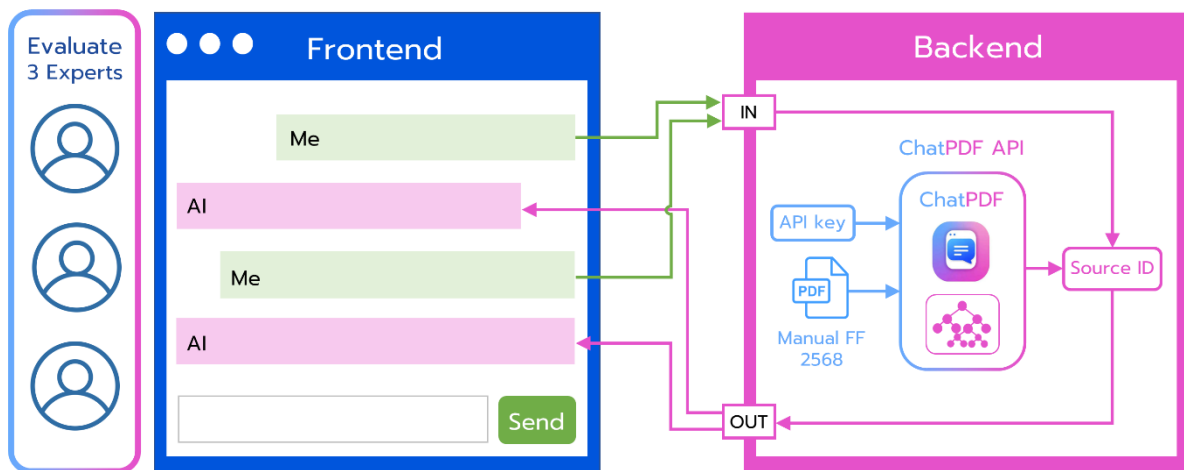 Evaluate
3 Experts
Frontend
Me
AI
Me
AI
Send
Backend
IN
ChatPDF API
ChatPDF
API key
PDF
Manual FF
2568
Source ID
OUT